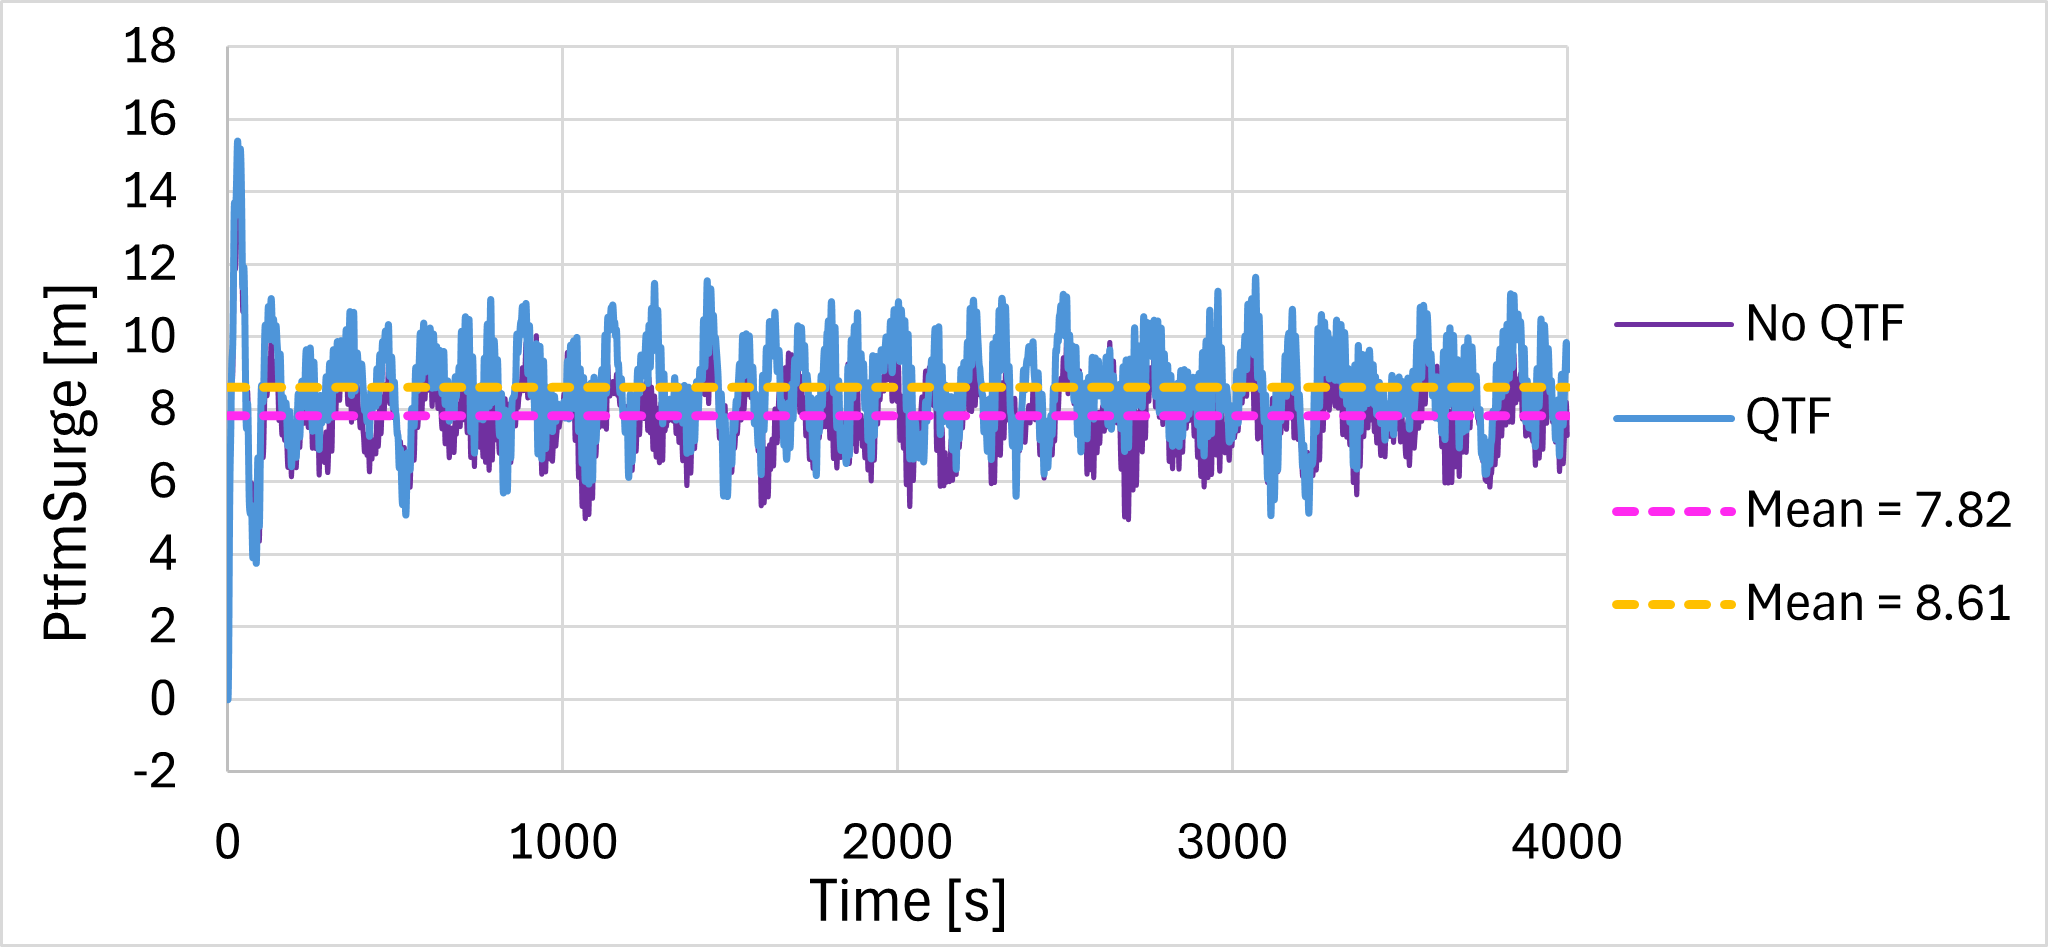 18
16
14
12
10
8
6
4
2
0
-2
PtfmSurge [m]
0 1000 2000 3000 4000
Time [s]
No QTF
QTF
Mean = 7.82
Mean = 8.61